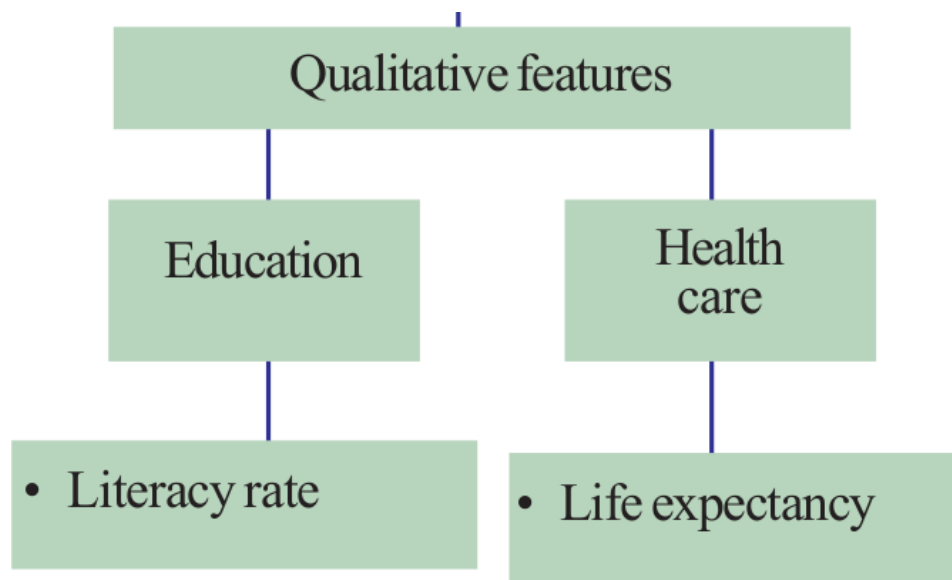 Qualitative features
Education
Health
care
• Literacy rate
• Life expectancy